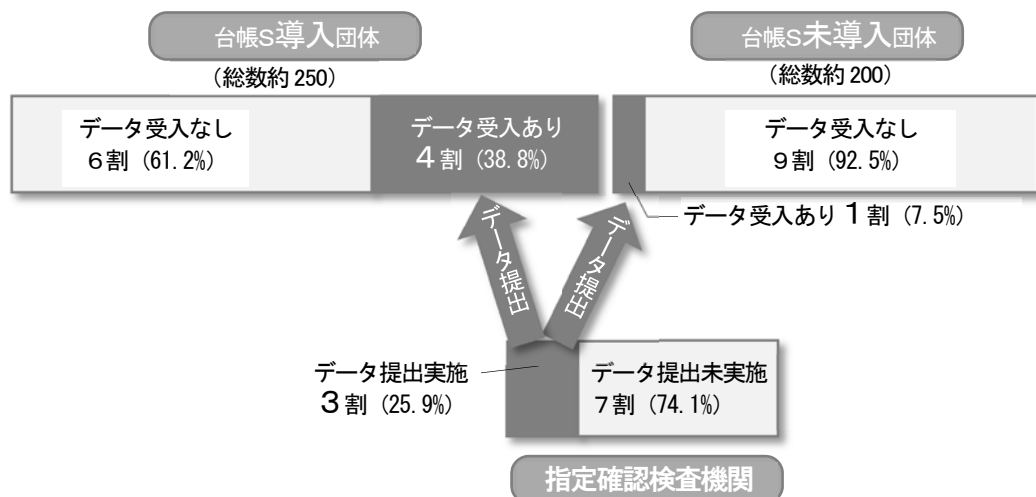 台帳S導入団体
（総数約 250）
台帳S未導入団体
（総数約 200）
データ受入なし
６割（61.2%）
データ受入あり
４割（38.8%）
データ受入なし
９割（92.5%）
データ受入あり １割（7.5%）
データ提出
データ提出
データ提出実施
３割（25.9%）
データ提出未実施
７割（74.1%）
指定確認検査機関